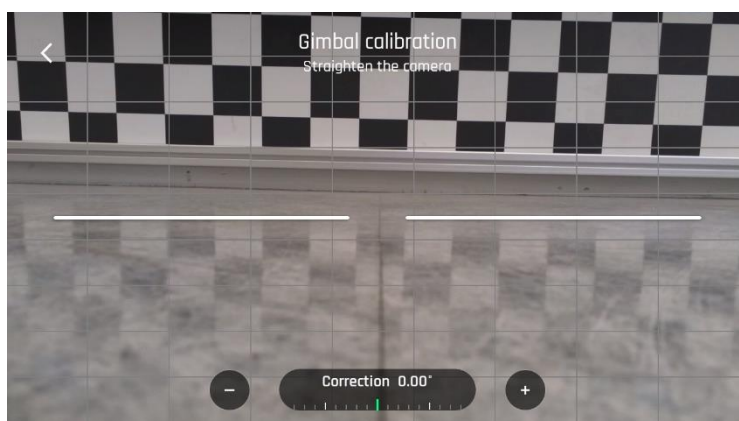 Gimbal calibration
Straighten the camera
Correction 0.00°